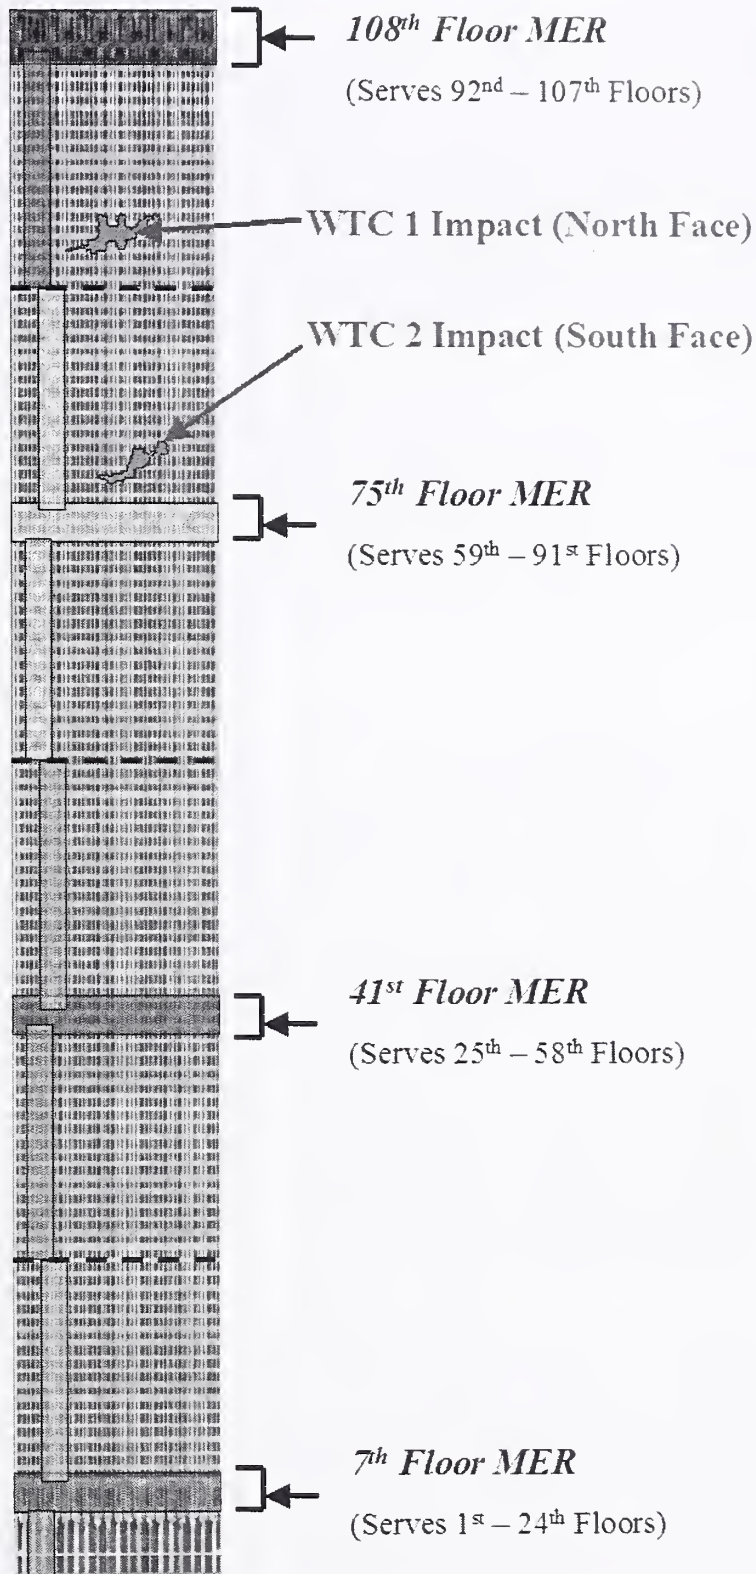 108th Floor MER
(Serves 92nd – 107th Floors)
WTC 1 Impact (North Face)
WTC 2 Impact (South Face)
75th Floor MER
(Serves 59th – 91st Floors)
41st Floor MER
(Serves 25th – 58th Floors)
7th Floor MER
(Serves 1st – 24th Floors)